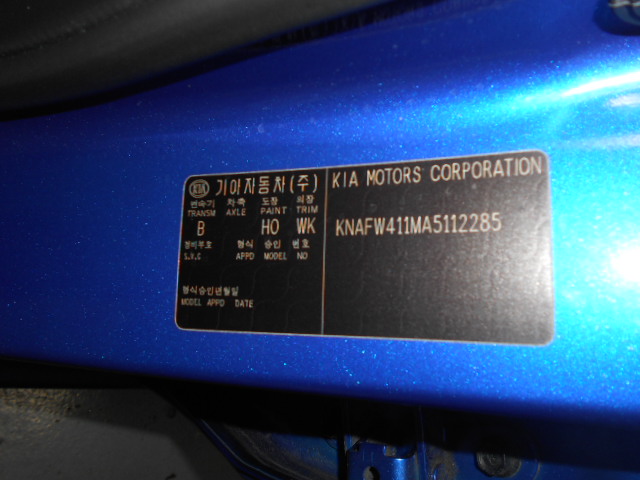 KIA 기아자동차(주)
변속기 차축 도장 의장
TRANSM AXLE PAINT TRIM
B HO WK
정비부호 형식 승인 번호
S.V.C APPD MODEL NO
형식승인년월일
MODEL APPD DATE
KIA MOTORS CORPORATION
KNAFW411MA5112285